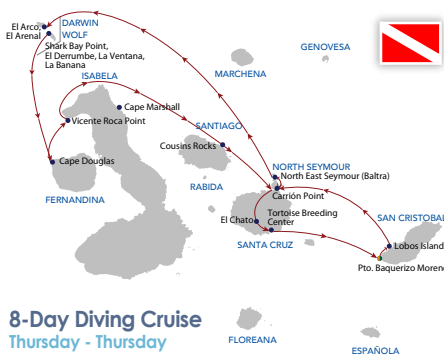 El Arco,
El Arenal
DARWIN
WOLF
Shark Bay Point,
El Derrumbe, La Ventana,
La Banana
GENOVESA
MARCHENA
ISABELA
Cape Marshall
Vicente Roca Point
SANTIAGO
Cousins Rocks
Cape Douglas
NORTH SEYMOUR
North East Seymour (Baltra)
RABIDA
Carrión Point
FERNANDINA
El Chato
Tortoise Breeding
Center
SAN CRISTOBAL
SANTA CRUZ
Lobos Island
Pto. Baquerizo Moreno
8-Day Diving Cruise
Thursday - Thursday
FLOREANA
ESPAÑOLA